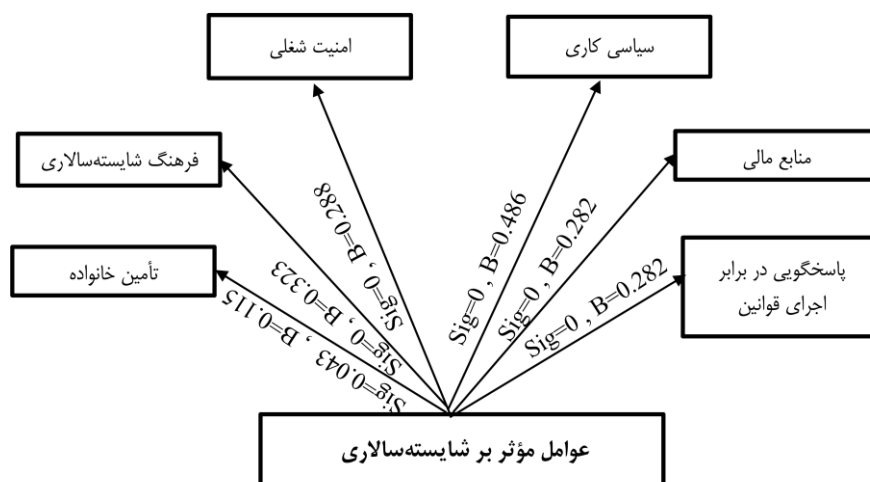 سیاسی کاری
امنیت شغلی
منابع مالی
فرهنگ شایسته‌سالاری
پاسخگویی در برابر
اجرای قوانین
تأمین خانواده
Sig=0 , B=0.486
Sig=0 , B=0.282
Sig=0 , B=0.282
Sig=0 , B=0.288
Sig=0 , B=0.323
Sig=0.043 , B=0.115
عوامل مؤثر بر شایسته‌سالاری